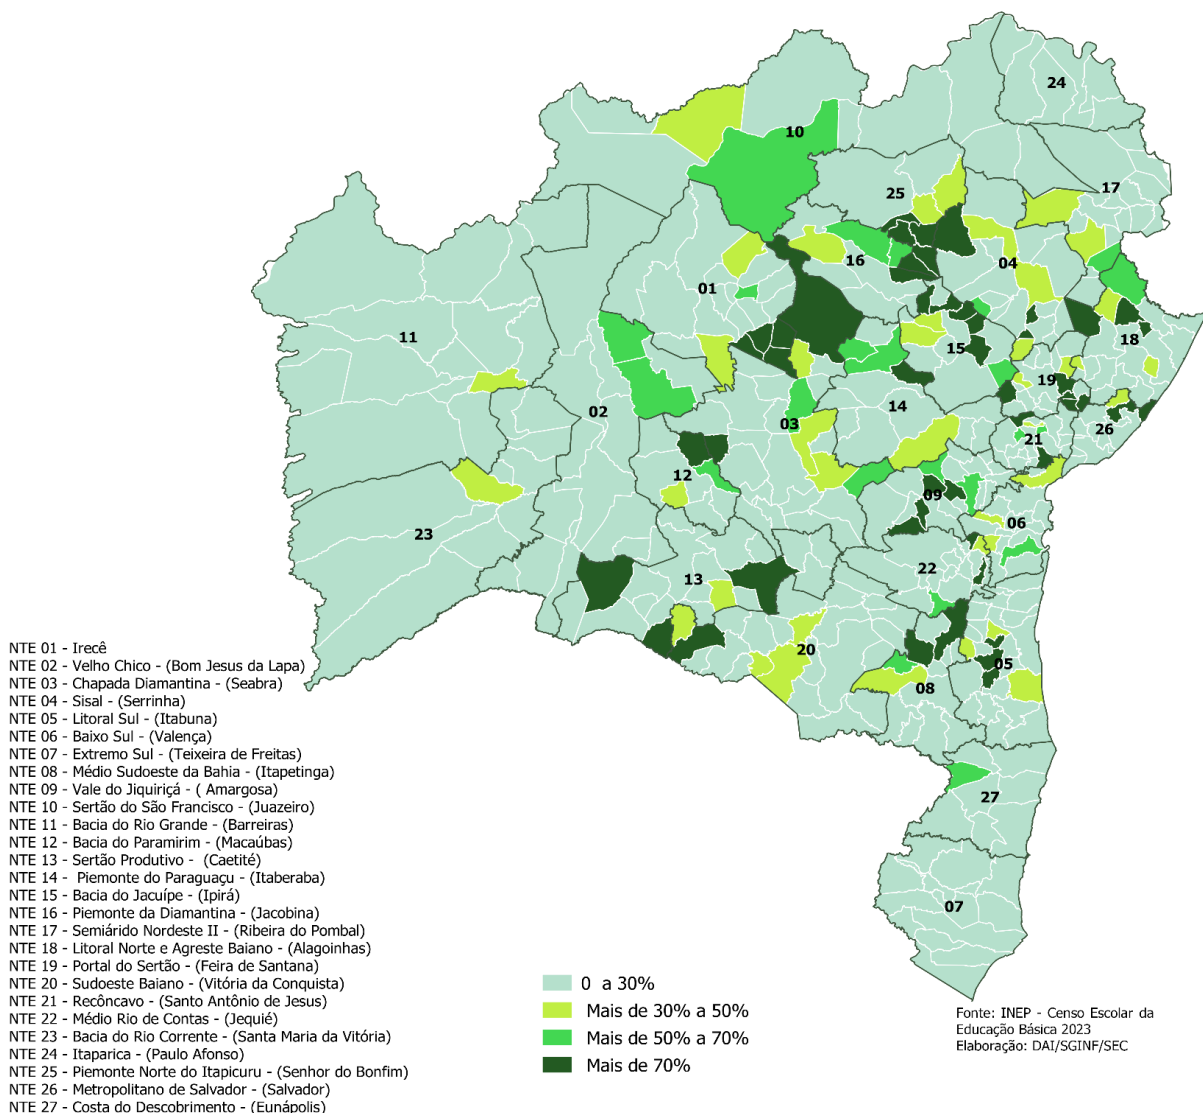 24
10
17
25
04
16
01
18
11
15
19
02
14
03
26
21
12
09
06
23
22
13
20
05
08
27
07
NTE 01 - Irecê
NTE 02 - Velho Chico - (Bom Jesus da Lapa)
NTE 03 - Chapada Diamantina - (Seabra)
NTE 04 - Sisal - (Serrinha)
NTE 05 - Litoral Sul - (Itabuna)
NTE 06 - Baixo Sul - (Valença)
NTE 07 - Extremo Sul - (Teixeira de Freitas)
NTE 08 - Médio Sudoeste da Bahia - (Itapetinga)
NTE 09 - Vale do Jiquiriçá - ( Amargosa)
NTE 10 - Sertão do São Francisco - (Juazeiro)
NTE 11 - Bacia do Rio Grande - (Barreiras)
NTE 12 - Bacia do Paramirim - (Macaúbas)
NTE 13 - Sertão Produtivo - (Caetité)
NTE 14 - Piemonte do Paraguaçu - (Itaberaba)
NTE 15 - Bacia do Jacuípe - (Ipirá)
NTE 16 - Piemonte da Diamantina - (Jacobina)
NTE 17 - Semiárido Nordeste II - (Ribeira do Pombal)
NTE 18 - Litoral Norte e Agreste Baiano - (Alagoinhas)
NTE 19 - Portal do Sertão - (Feira de Santana)
NTE 20 - Sudoeste Baiano - (Vitória da Conquista)
NTE 21 - Recôncavo - (Santo Antônio de Jesus)
NTE 22 - Médio Rio de Contas - (Jequié)
NTE 23 - Bacia do Rio Corrente - (Santa Maria da Vitória)
NTE 24 - Itaparica - (Paulo Afonso)
NTE 25 - Piemonte Norte do Itapicuru - (Senhor do Bonfim)
NTE 26 - Metropolitano de Salvador - (Salvador)
NTE 27 - Costa do Descobrimento - (Eunápolis)
0 a 30%
Mais de 30% a 50%
Mais de 50% a 70%
Mais de 70%
Fonte: INEP - Censo Escolar da
Educação Básica 2023
Elaboração: DAI/SGINF/SEC